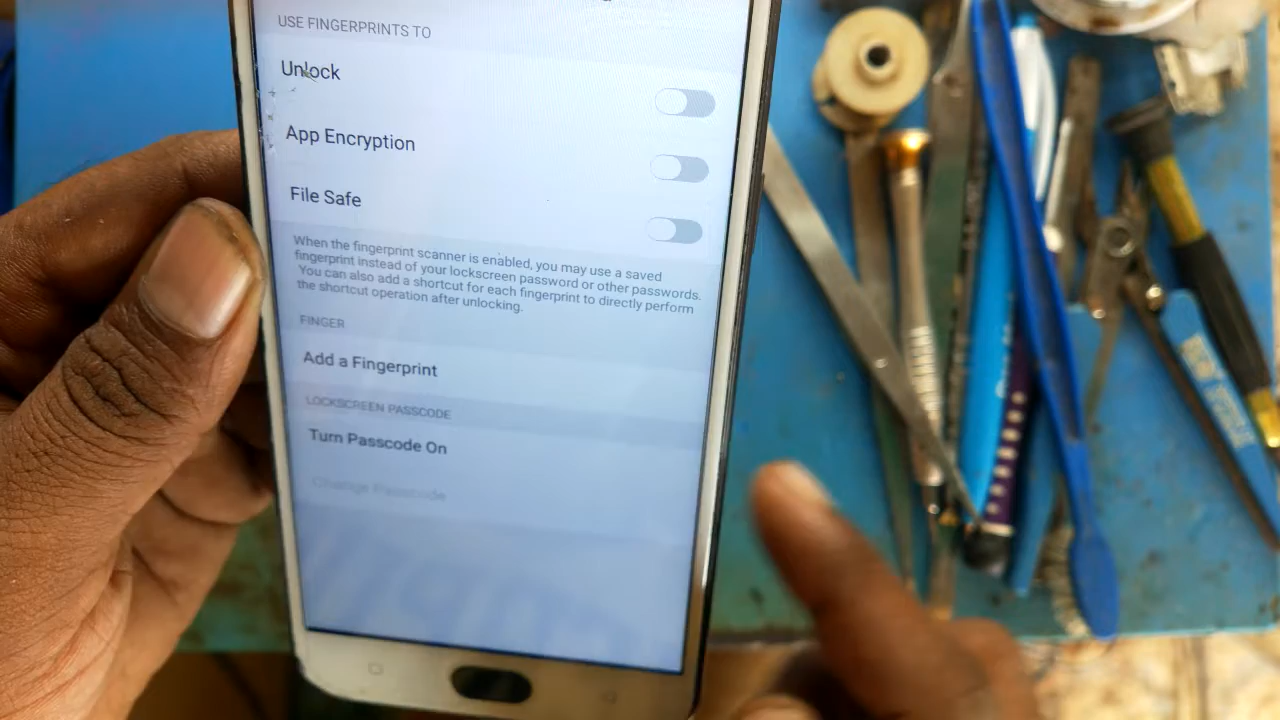 USE FINGERPRINTS TO
Unlock
App Encryption
File Safe
When the fingerprint scanner is enabled, you may use a saved
fingerprint instead of your lockscreen password or other passwords.
You can also add a shortcut for each fingerprint to directly perform
the shortcut operation after unlocking.
FINGER
Add a Fingerprint
LOCKSCREEN PASSCODE
Turn Passcode On
Change Passcode